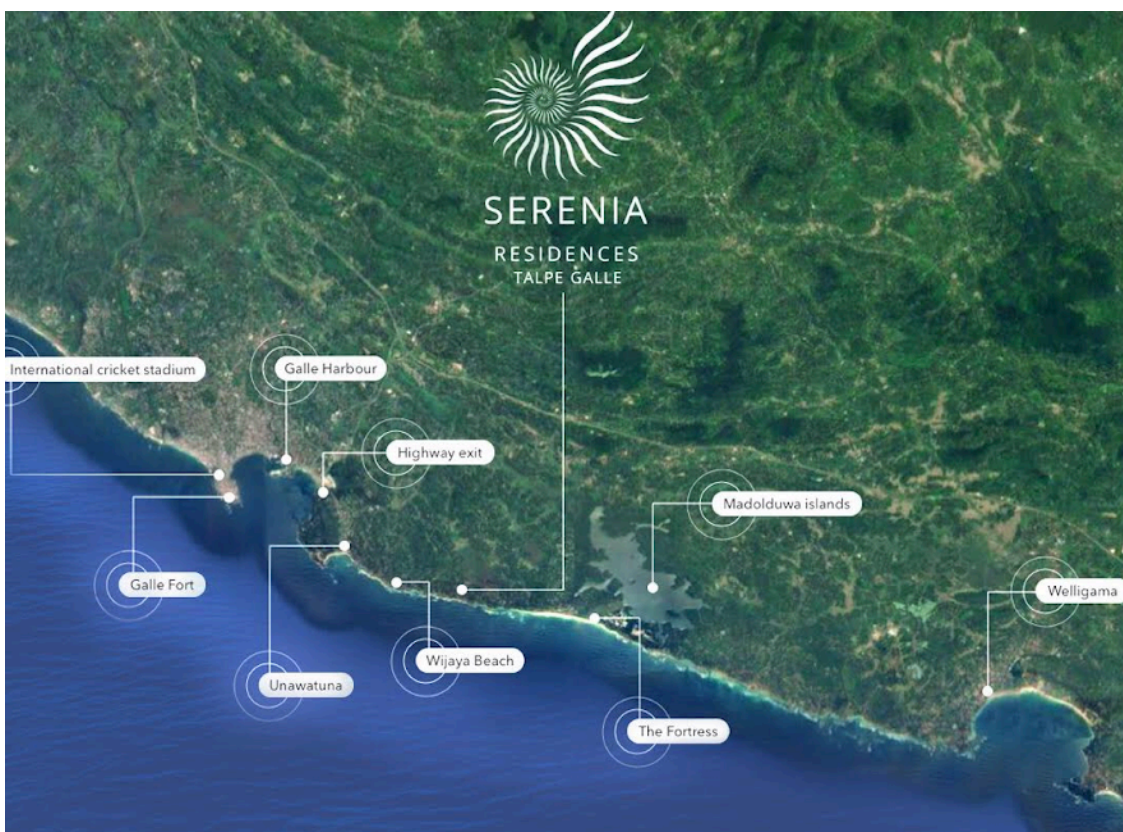 SERENIA
RESIDENCES
TALPE GALLE
International cricket stadium
Galle Harbour
Highway exit
Madolduwa islands
Galle Fort
Welligama
Wijaya Beach
Unawatuna
The Fortress